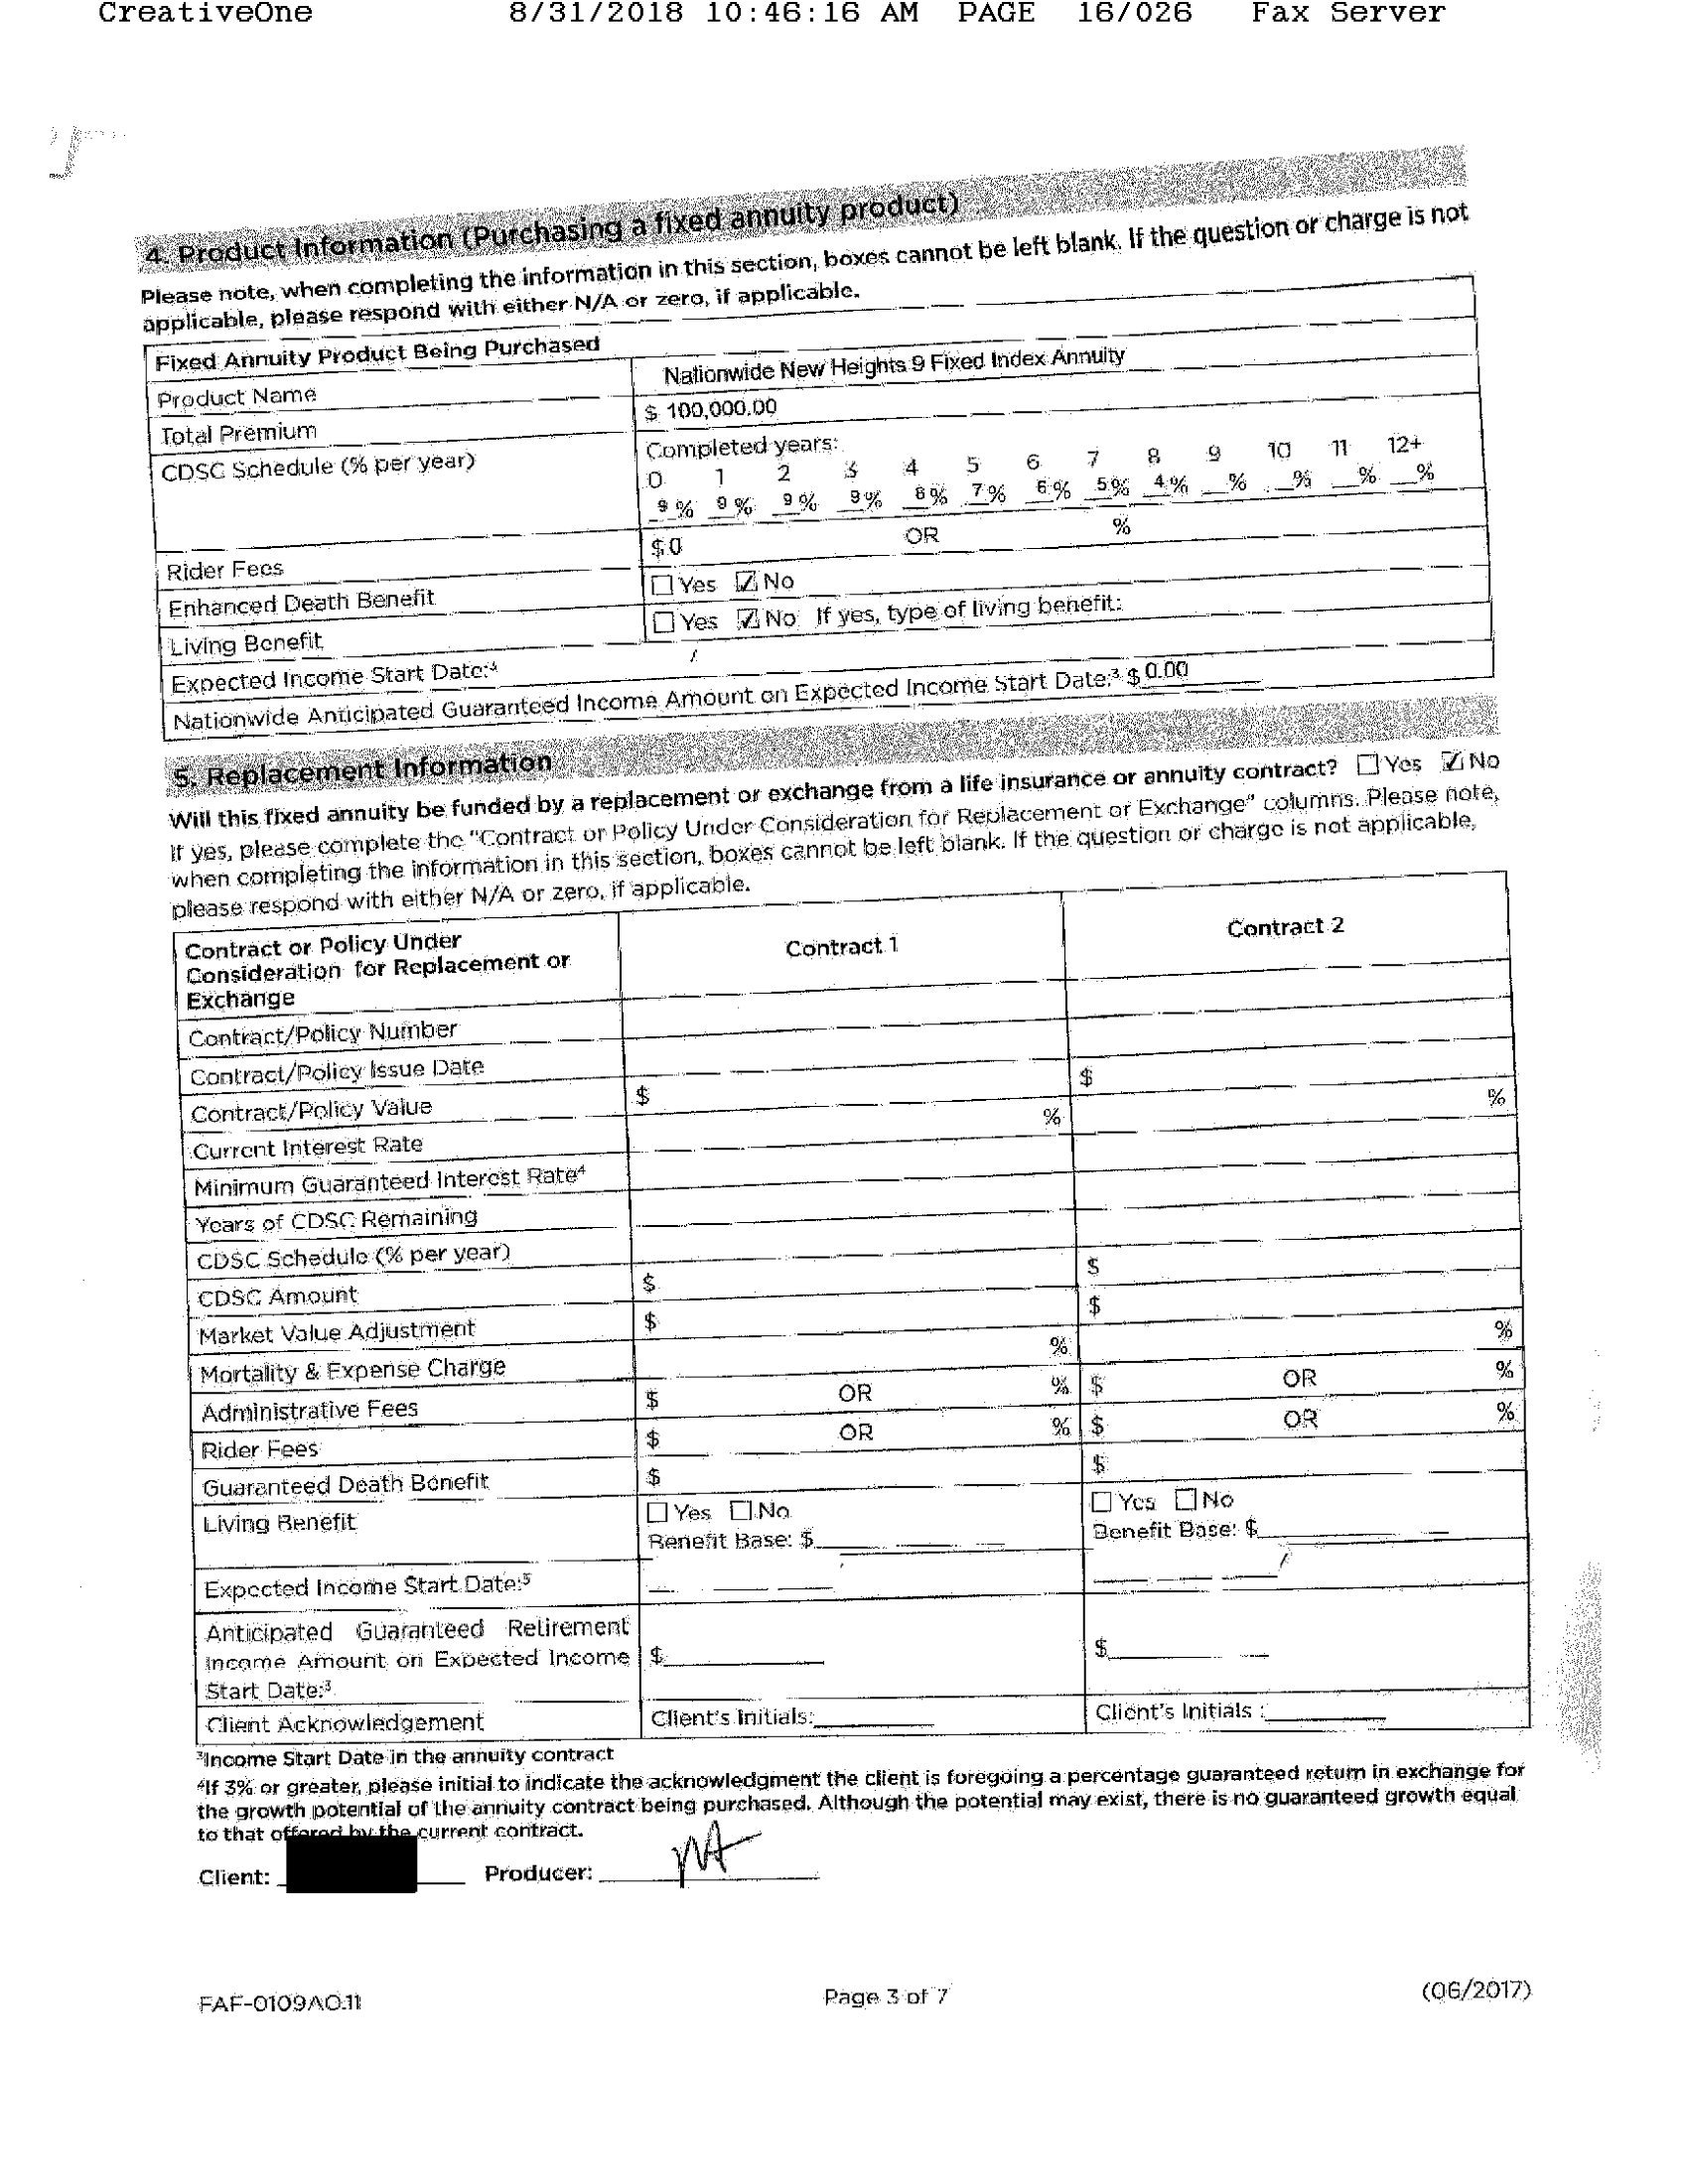 CreativeOne 8/31/2018 10:46:16 AM PAGE 16/026 Fax Server
4. Product Information (Purchasing a fixed annuity product)
Please note, when completing the information in this section, boxes cannot be left blank. If the question or charge is not
applicable, please respond with either N/A or zero, if applicable.
Fixed Annuity Product Being Purchased
Product Name Nationwide New Heights 9 Fixed Index Annuity
Total Premium $ 100,000.00
CDSC Schedule (% per year) Completed years:
0 1 2 3 4 5 6 7 8 9 10 11 12+
9 % 9 % 9 % 9 % 8 % 7 % 6 % 5 % 4 % % % % %
Rider Fees $ 0 OR %
Enhanced Death Benefit Yes No
Living Benefit Yes No If yes, type of living benefit:
Expected Income Start Date:³ /
Nationwide Anticipated Guaranteed Income Amount on Expected Income Start Date:³ $ 0.00
5. Replacement Information
Will this fixed annuity be funded by a replacement or exchange from a life insurance or annuity contract? Yes No
If yes, please complete the "Contract or Policy Under Consideration for Replacement or Exchange" columns. Please note,
when completing the information in this section, boxes cannot be left blank. If the question or charge is not applicable,
please respond with either N/A or zero, if applicable.
Contract or Policy Under Contract 1 Contract 2
Consideration for Replacement or
Exchange
Contract/Policy Number
Contract/Policy Issue Date
Contract/Policy Value $ $
Current Interest Rate % %
Minimum Guaranteed Interest Rate⁴
Years of CDSC Remaining
CDSC Schedule (% per year)
CDSC Amount $ $
Market Value Adjustment $ $
Mortality & Expense Charge % %
Administrative Fees $ OR % $ OR %
Rider Fees $ OR % $ OR %
Guaranteed Death Benefit $ $
Living Benefit Yes No Yes No
Benefit Base: $ Benefit Base: $
Expected Income Start Date:³ / /
Anticipated Guaranteed Retirement
Income Amount on Expected Income $ $
Start Date:³
Client Acknowledgement Client's Initials: Client's Initials :
³Income Start Date in the annuity contract
⁴If 3% or greater, please initial to indicate the acknowledgment the client is foregoing a percentage guaranteed return in exchange for
the growth potential of the annuity contract being purchased. Although the potential may exist, there is no guaranteed growth equal
to that offered by the current contract.
Client: Producer:
FAF-0109AO.11 Page 3 of 7 (06/2017)